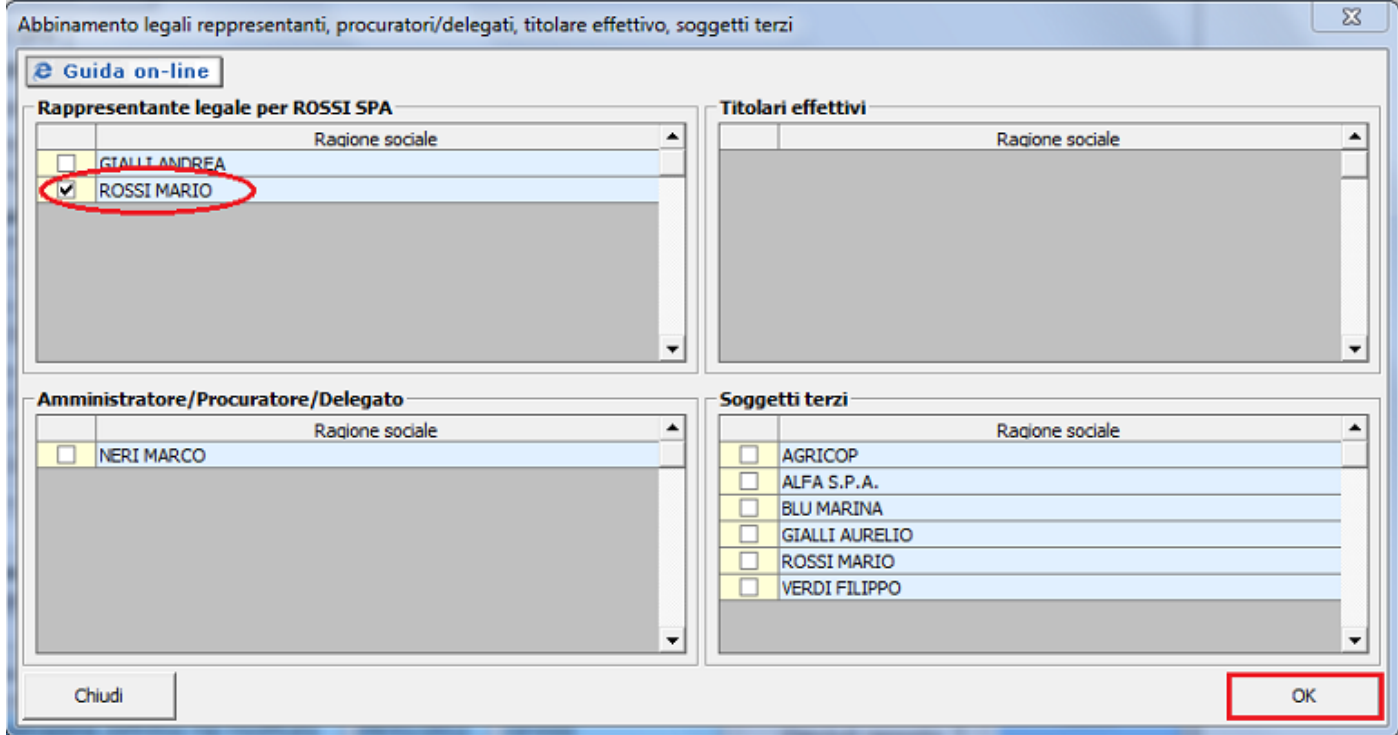 Abbinamento legali reppresentanti, procuratori/delegati, titolare effettivo, soggetti terzi
Guida on-line
Rappresentante legale per ROSSI SPA
Ragione sociale
GIALLI ANDREA
ROSSI MARIO
Titolari effettivi
Ragione sociale
Amministratore/Procuratore/Delegato
Ragione sociale
NERI MARCO
Soggetti terzi
Ragione sociale
AGRICOP
ALFA S.P.A.
BLU MARINA
GIALLI AURELIO
ROSSI MARIO
VERDI FILIPPO
Chiudi
OK